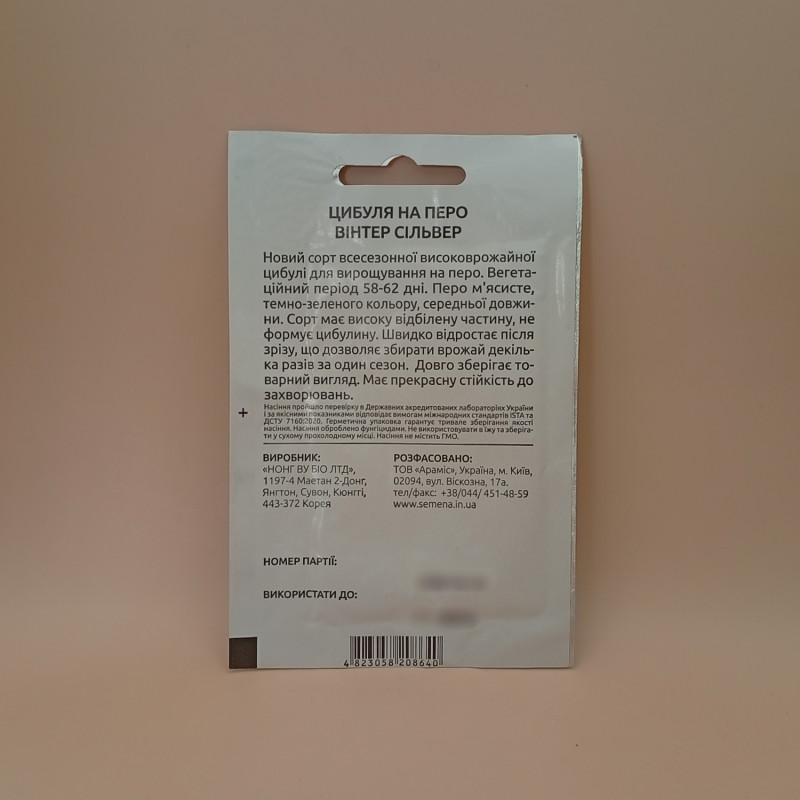 ЦИБУЛЯ НА ПЕРО
ВІНТЕР СІЛЬВЕР
Новий сорт всесезонної високоврожайної
цибулі для вирощування на перо. Вегета-
ційний період 58-62 дні. Перо м'ясисте,
темно-зеленого кольору, середньої довжи-
ни. Сорт має високу відбілену частину, не
формує цибулину. Швидко відростає після
зрізу, що дозволяє збирати врожай декіль-
ка разів за один сезон. Довго зберігає то-
варний вигляд. Має прекрасну стійкість до
захворювань.
Насіння пройшло перевірку в Державних акредитованих лабораторіях України
і за якісними показниками відповідає вимогам міжнародних стандартів ISTA та
ДСТУ 7160:2020. Герметична упаковка гарантує тривале зберігання якості
насіння. Насіння оброблено фунгіцидами. Не використовувати в їжу та зберіга-
ти у сухому прохолодному місці. Насіння не містить ГМО.
ВИРОБНИК:
«НОНГ ВУ БІО ЛТД»,
1197-4 Маетан 2-Донг,
Янгтон, Сувон, Кюнггі,
443-372 Корея
РОЗФАСОВАНО:
ТОВ «Араміс», Україна, м. Київ,
02094, вул. Віскозна, 17а.
тел/факс: +38/044/ 451-48-59
www.semena.in.ua
НОМЕР ПАРТІЇ:
ВИКОРИСТАТИ ДО:
4 823058 208640